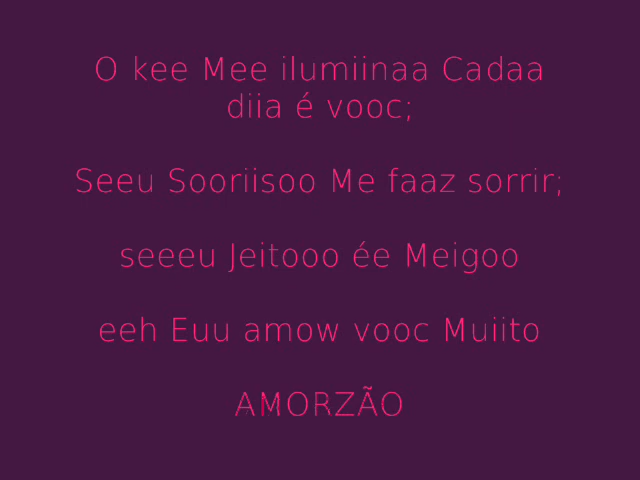 O kee Mee ilumiinaa Cadaa
diia é vooc;
Seeu Sooriisoo Me faaz sorrir;
seeeu Jeitooo ée Meigoo
eeh Euu amow vooc Muiito
AMORZÃO